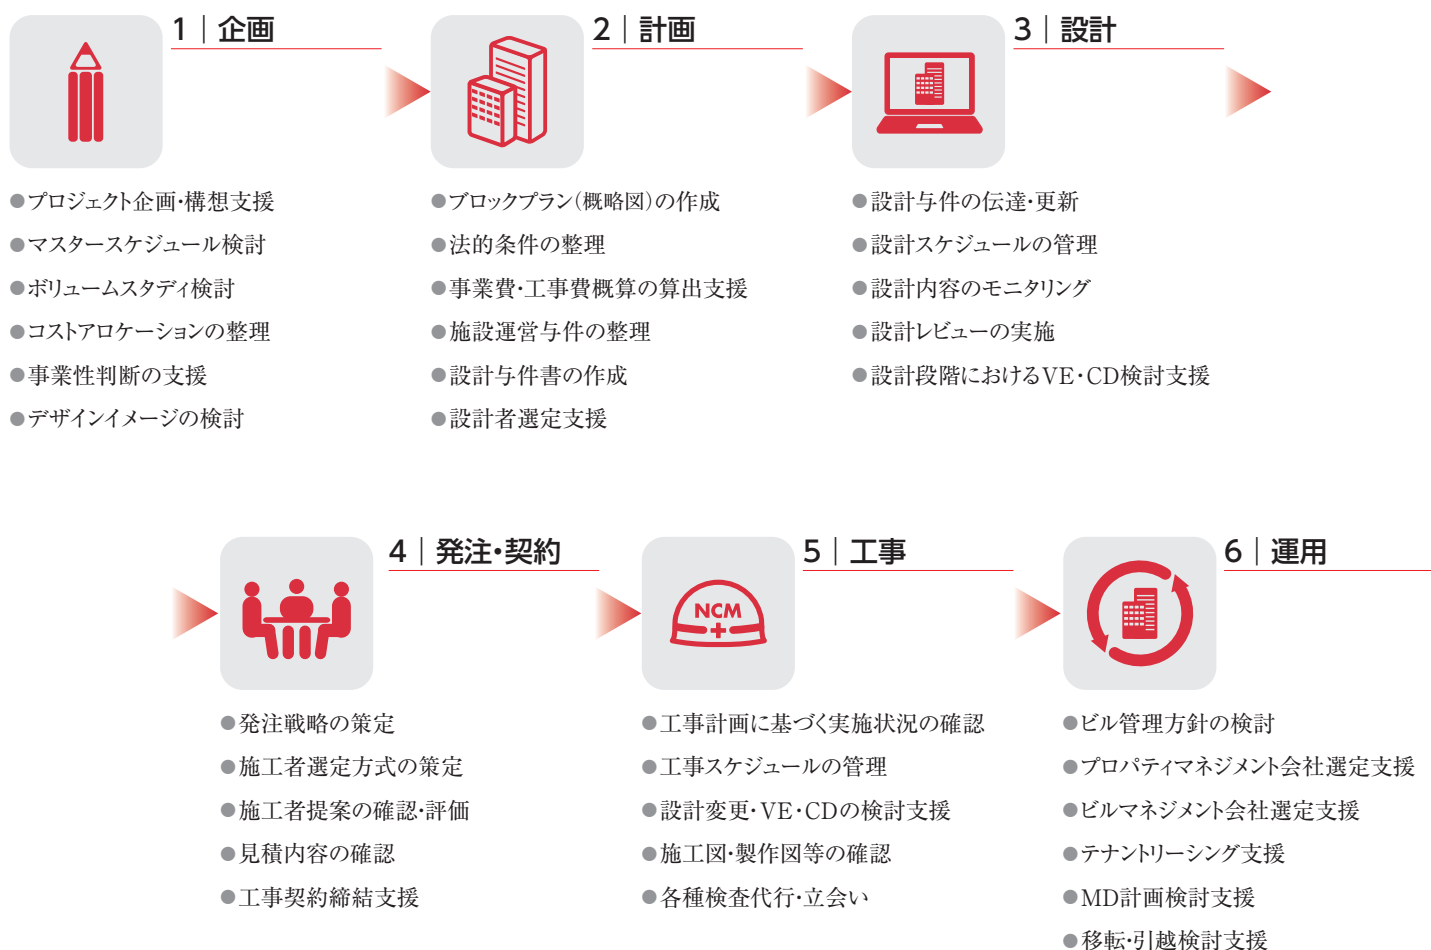 1｜企画
●プロジェクト企画・構想支援
●マスタースケジュール検討
●ボリュームスタディ検討
●コストアロケーションの整理
●事業性判断の支援
●デザインイメージの検討
2｜計画
●ブロックプラン（概略図）の作成
●法的条件の整理
●事業費・工事費概算の算出支援
●施設運営与件の整理
●設計与件書の作成
●設計者選定支援
3｜設計
●設計与件の伝達・更新
●設計スケジュールの管理
●設計内容のモニタリング
●設計レビューの実施
●設計段階におけるVE・CD検討支援
4｜発注・契約
●発注戦略の策定
●施工者選定方式の策定
●施工者提案の確認・評価
●見積内容の確認
●工事契約締結支援
5｜工事
NCM
●工事計画に基づく実施状況の確認
●工事スケジュールの管理
●設計変更・VE・CDの検討支援
●施工図・製作図等の確認
●各種検査代行・立会い
6｜運用
●ビル管理方針の検討
●プロパティマネジメント会社選定支援
●ビルマネジメント会社選定支援
●テナントリーシング支援
●MD計画検討支援
●移転・引越検討支援